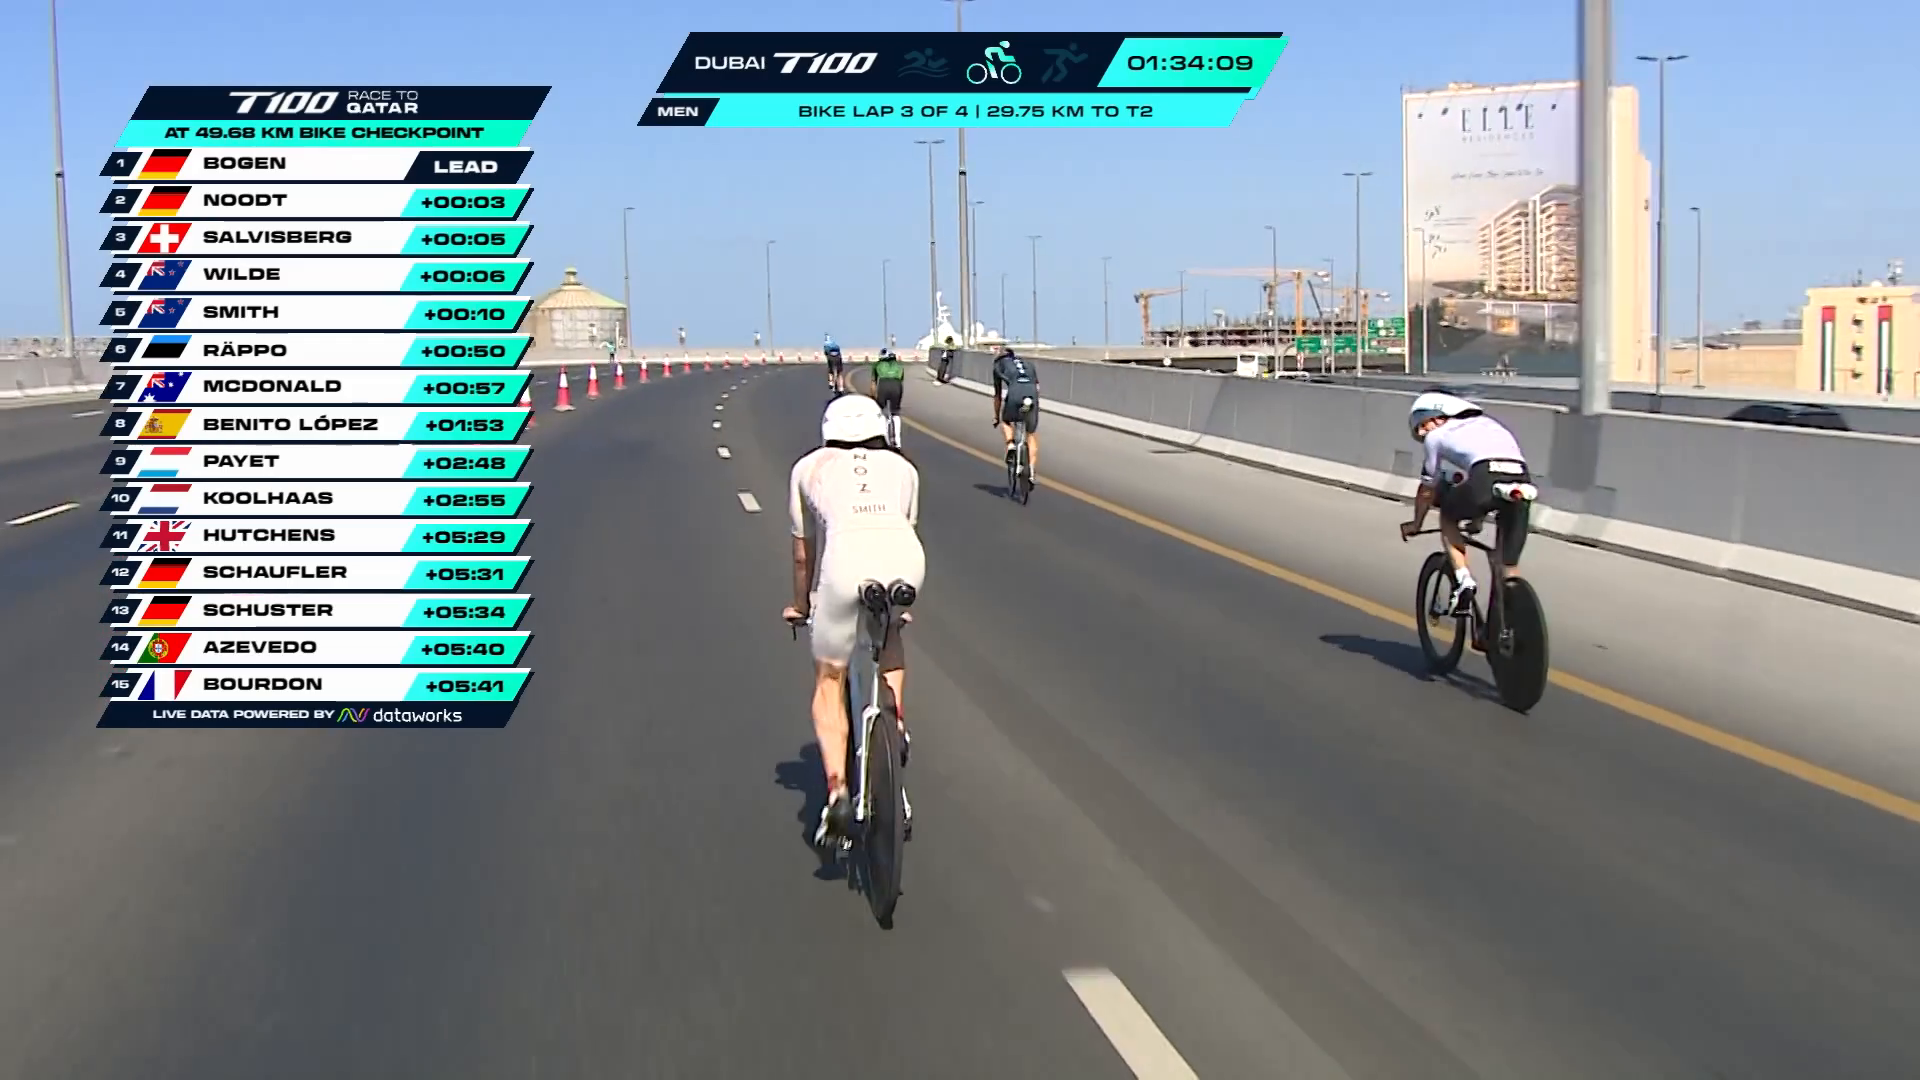 DUBAI T100 01:34:09
MEN BIKE LAP 3 OF 4 | 29.75 KM TO T2
T100 RACE TO QATAR
AT 49.68 KM BIKE CHECKPOINT
1 BOGEN LEAD
2 NOODT +00:03
3 SALVISBERG +00:05
4 WILDE +00:06
5 SMITH +00:10
6 RÄPPO +00:50
7 MCDONALD +00:57
8 BENITO LÓPEZ +01:53
9 PAYET +02:48
10 KOOLHAAS +02:55
11 HUTCHENS +05:29
12 SCHAUFLER +05:31
13 SCHUSTER +05:34
14 AZEVEDO +05:40
15 BOURDON +05:41
LIVE DATA POWERED BY dataworks
ELLE
RESIDENCES
SMITH